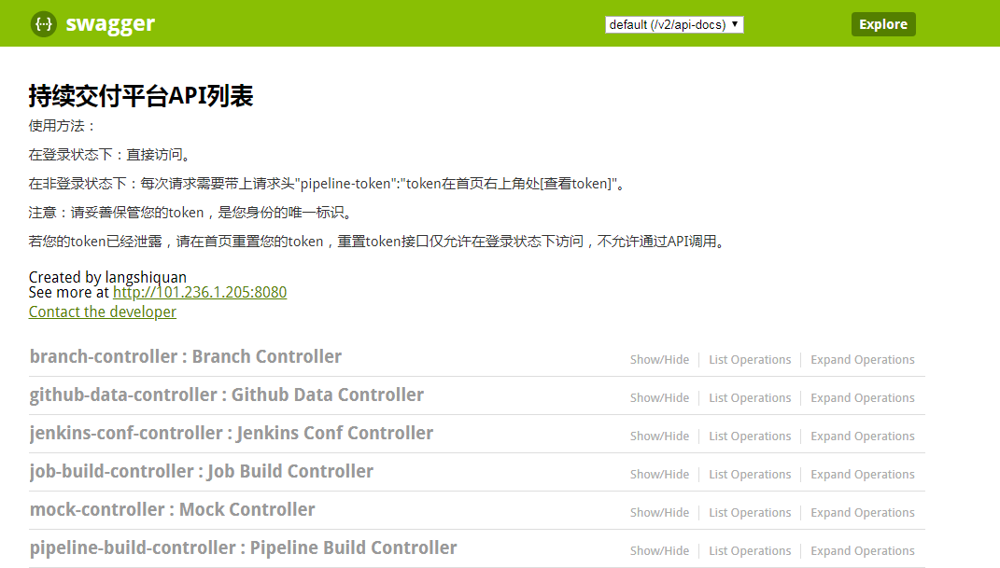 swagger
default (/v2/api-docs)
Explore
持续交付平台API列表
使用方法：
在登录状态下：直接访问。
在非登录状态下：每次请求需要带上请求头"pipeline-token":"token在首页右上角处[查看token]"。
注意：请妥善保管您的token，是您身份的唯一标识。
若您的token已经泄露，请在首页重置您的token，重置token接口仅允许在登录状态下访问，不允许通过API调用。
Created by langshiquan
See more at http://101.236.1.205:8080
Contact the developer
branch-controller : Branch Controller Show/Hide List Operations Expand Operations
github-data-controller : Github Data Controller Show/Hide List Operations Expand Operations
jenkins-conf-controller : Jenkins Conf Controller Show/Hide List Operations Expand Operations
job-build-controller : Job Build Controller Show/Hide List Operations Expand Operations
mock-controller : Mock Controller Show/Hide List Operations Expand Operations
pipeline-build-controller : Pipeline Build Controller Show/Hide List Operations Expand Operations